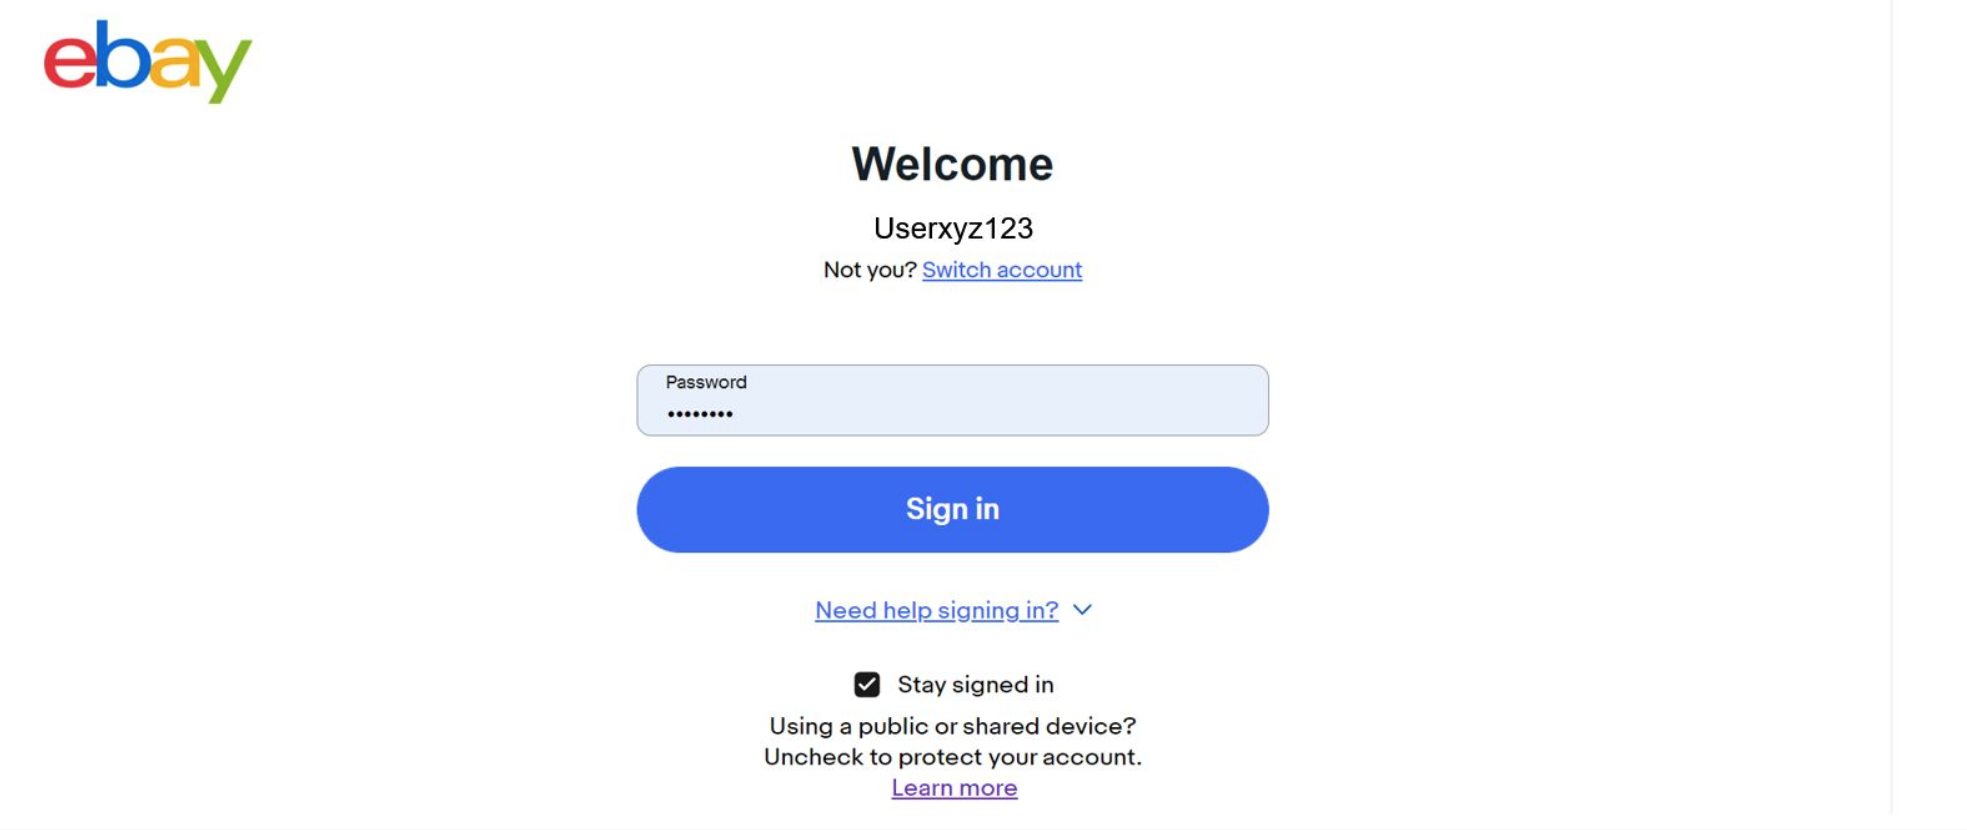 ebay
Welcome
Userxyz123
Not you? Switch account
Password
••••••••
Sign in
Need help signing in?
Stay signed in
Using a public or shared device?
Uncheck to protect your account.
Learn more